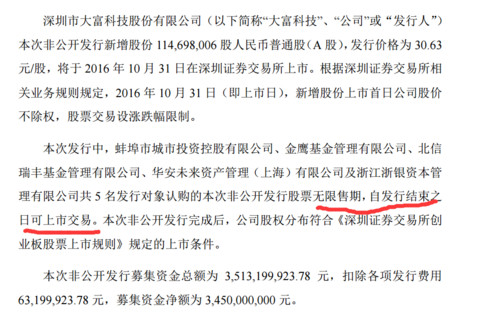 深圳市大富科技股份有限公司（以下简称“大富科技”、“公司”或“发行人”）
本次非公开发行新增股份 114,698,006 股人民币普通股（A 股），发行价格为 30.63
元/股，将于 2016 年 10 月 31 日在深圳证券交易所上市。根据深圳证券交易所相
关业务规则规定，2016 年 10 月 31 日（即上市日），新增股份上市首日公司股价
不除权，股票交易设涨跌幅限制。
本次发行中，蚌埠市城市投资控股有限公司、金鹰基金管理有限公司、北信
瑞丰基金管理有限公司、华安未来资产管理（上海）有限公司及浙江浙银资本管
理有限公司共 5 名发行对象认购的本次非公开发行股票无限售期，自发行结束之
日可上市交易。本次非公开发行完成后，公司股权分布符合《深圳证券交易所创
业板股票上市规则》规定的上市条件。
本次非公开发行募集资金总额为 3,513,199,923.78 元，扣除各项发行费用
63,199,923.78 元，募集资金净额为 3,450,000,000 元。